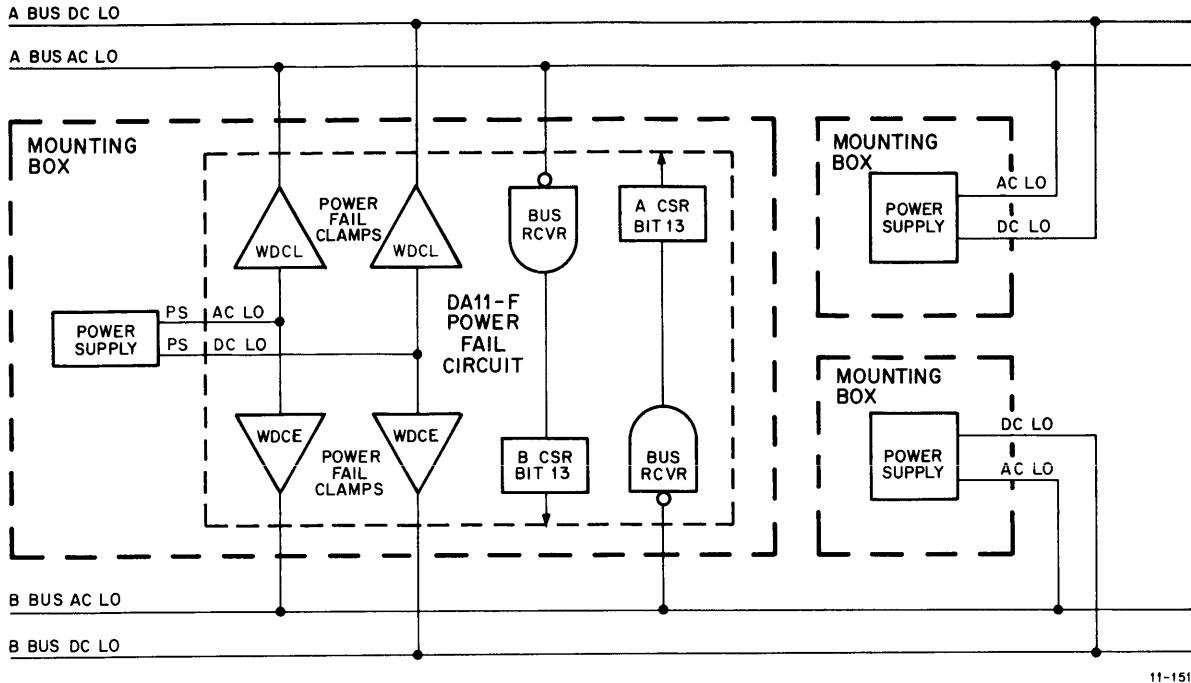 A BUS DC LO
A BUS AC LO
MOUNTING
BOX
POWER
FAIL
CLAMPS
WDCL
WDCL
BUS
RCVR
A CSR
BIT 13
MOUNTING
BOX
POWER
SUPPLY
AC LO
DC LO
PS AC LO
PS DC LO
POWER
SUPPLY
DA11-F
POWER
FAIL
CIRCUIT
WDCE
WDCE
POWER
FAIL
CLAMPS
B CSR
BIT 13
BUS
RCVR
MOUNTING
BOX
POWER
SUPPLY
DC LO
AC LO
B BUS AC LO
B BUS DC LO
11-151